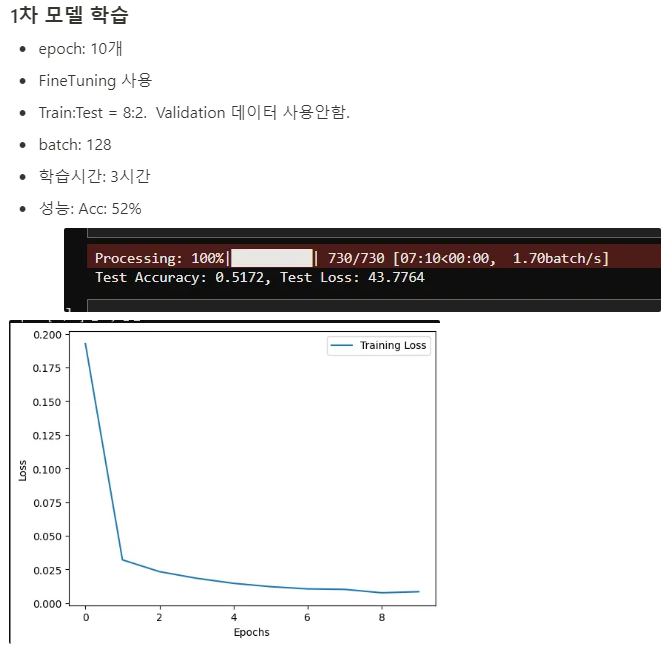 1차 모델 학습
epoch: 10개
FineTuning 사용
Train:Test = 8:2. Validation 데이터 사용안함.
batch: 128
학습시간: 3시간
성능: Acc: 52%
Processing: 100%|██████████| 730/730 [07:10<00:00, 1.70batch/s]
Test Accuracy: 0.5172, Test Loss: 43.7764
Training Loss
0.200
0.175
0.150
0.125
0.100
0.075
0.050
0.025
0.000
Loss
0 2 4 6 8
Epochs